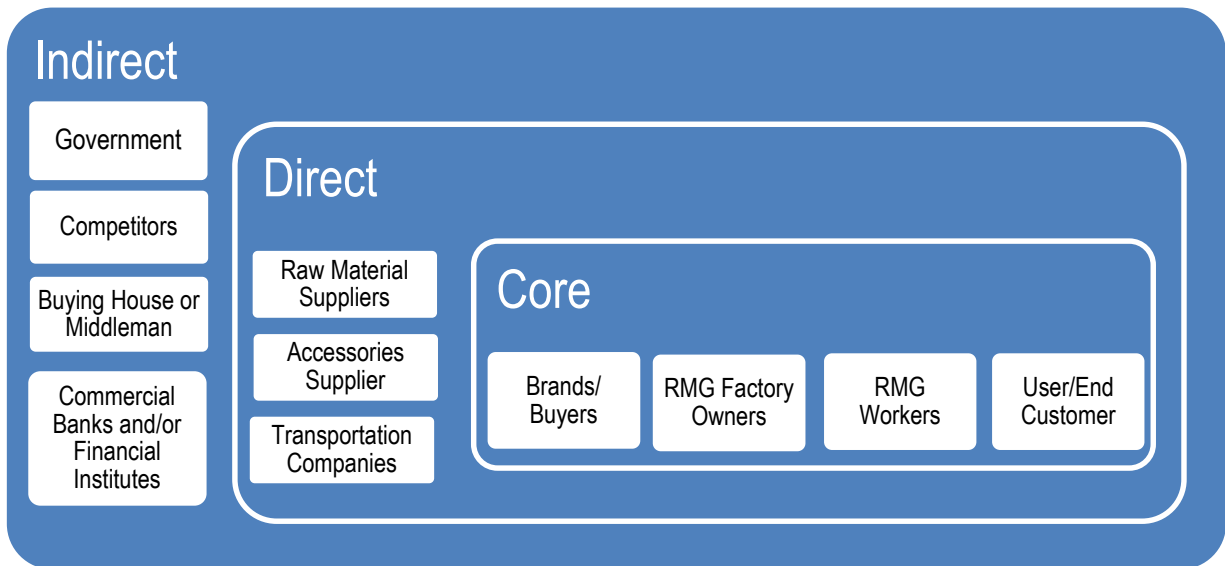 Indirect
Government
Competitors
Buying House or
Middleman
Commercial
Banks and/or
Financial
Institutes
Direct
Raw Material
Suppliers
Accessories
Supplier
Transportation
Companies
Core
Brands/
Buyers
RMG Factory
Owners
RMG
Workers
User/End
Customer